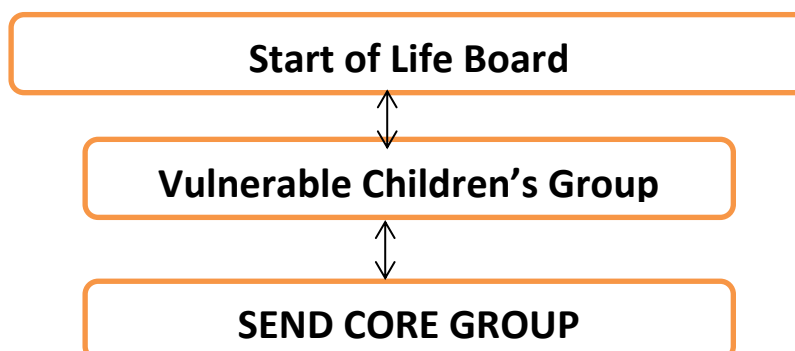 Start of Life Board
Vulnerable Children’s Group
SEND CORE GROUP